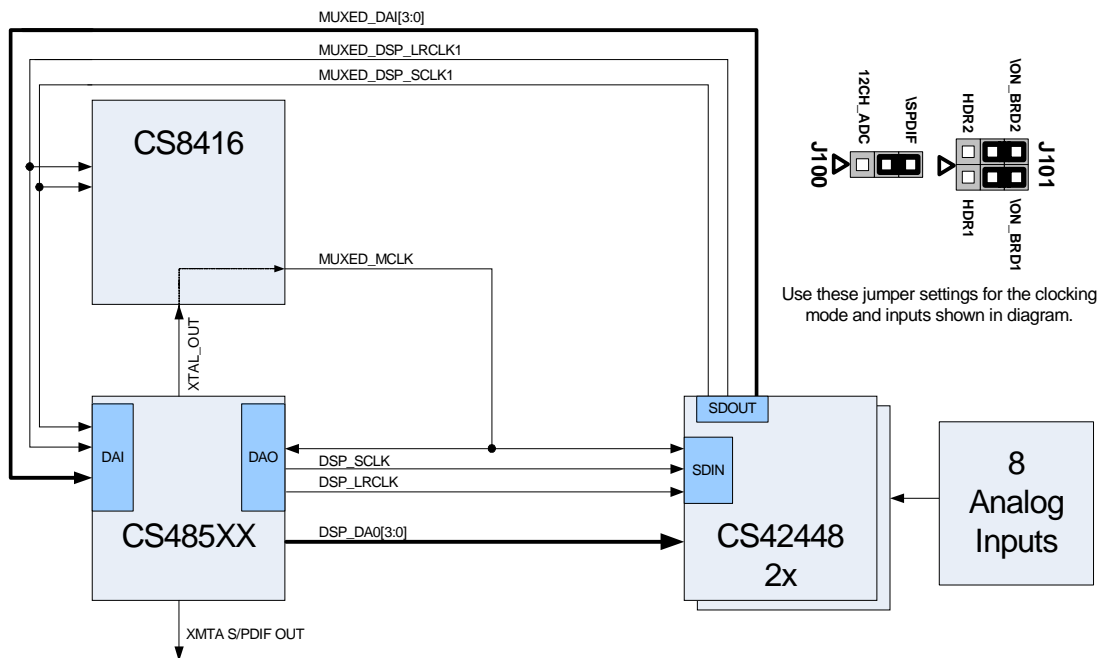 MUXED_DAI[3:0]
MUXED_DSP_LRCLK1
MUXED_DSP_SCLK1
CS8416
MUXED_MCLK
XTAL_OUT
DAI
DAO
CS485XX
DSP_SCLK
DSP_LRCLK
DSP_DA0[3:0]
XMTA S/PDIF OUT
SDOUT
SDIN
CS42448
2x
8
Analog
Inputs
12CH_ADC
\SPDIF
J100
HDR2
\ON_BRD2
J101
HDR1
\ON_BRD1
Use these jumper settings for the clocking
mode and inputs shown in diagram.